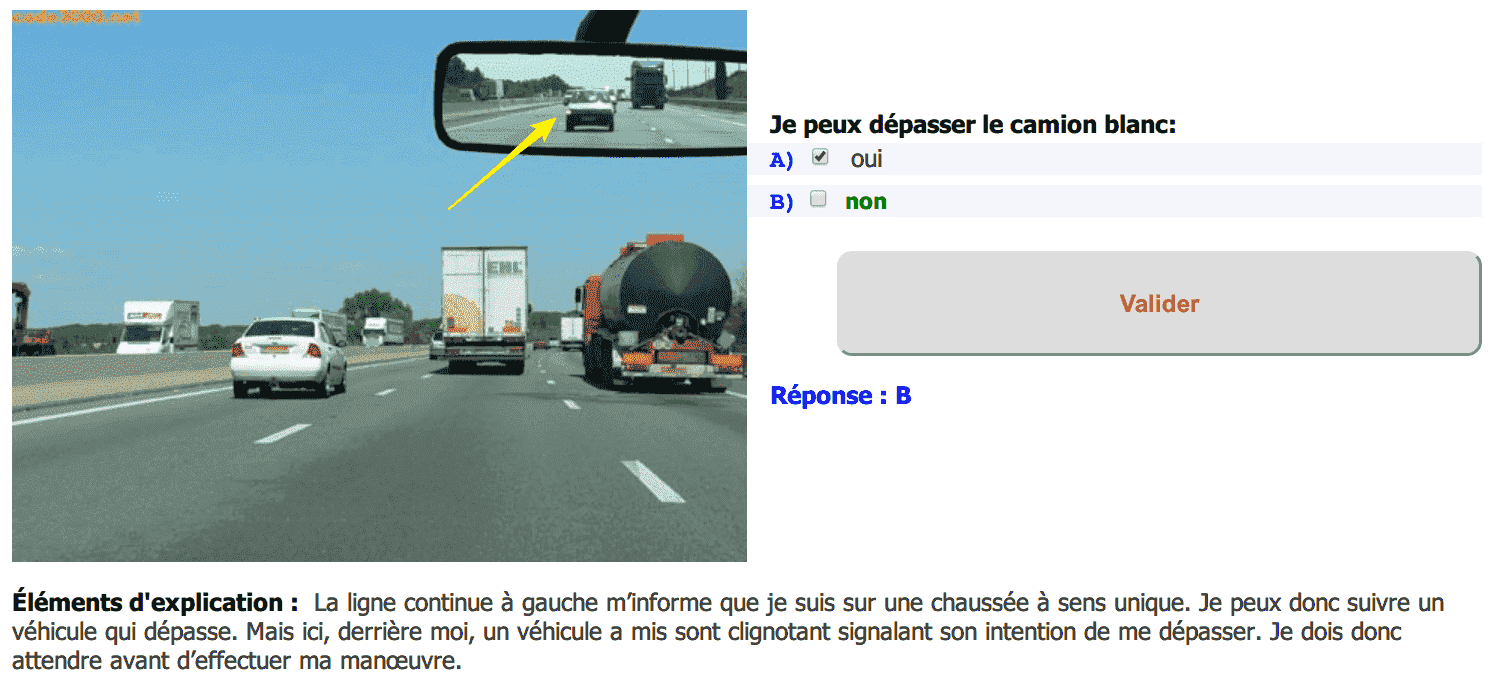 code3000.net
Je peux dépasser le camion blanc:
A) oui
B) non
Valider
Réponse : B
Éléments d'explication : La ligne continue à gauche m’informe que je suis sur une chaussée à sens unique. Je peux donc suivre un
véhicule qui dépasse. Mais ici, derrière moi, un véhicule a mis sont clignotant signalant son intention de me dépasser. Je dois donc
attendre avant d’effectuer ma manœuvre.